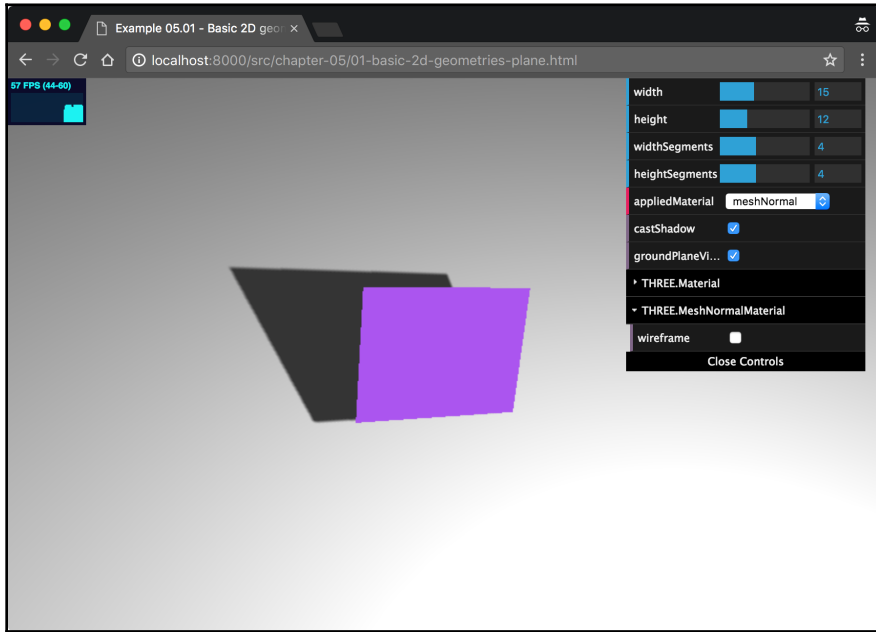 Example 05.01 - Basic 2D geom
localhost:8000/src/chapter-05/01-basic-2d-geometries-plane.html
57 FPS (44-60)
width 15
height 12
widthSegments 4
heightSegments 4
appliedMaterial meshNormal
castShadow
groundPlaneVi...
THREE.Material
THREE.MeshNormalMaterial
wireframe
Close Controls